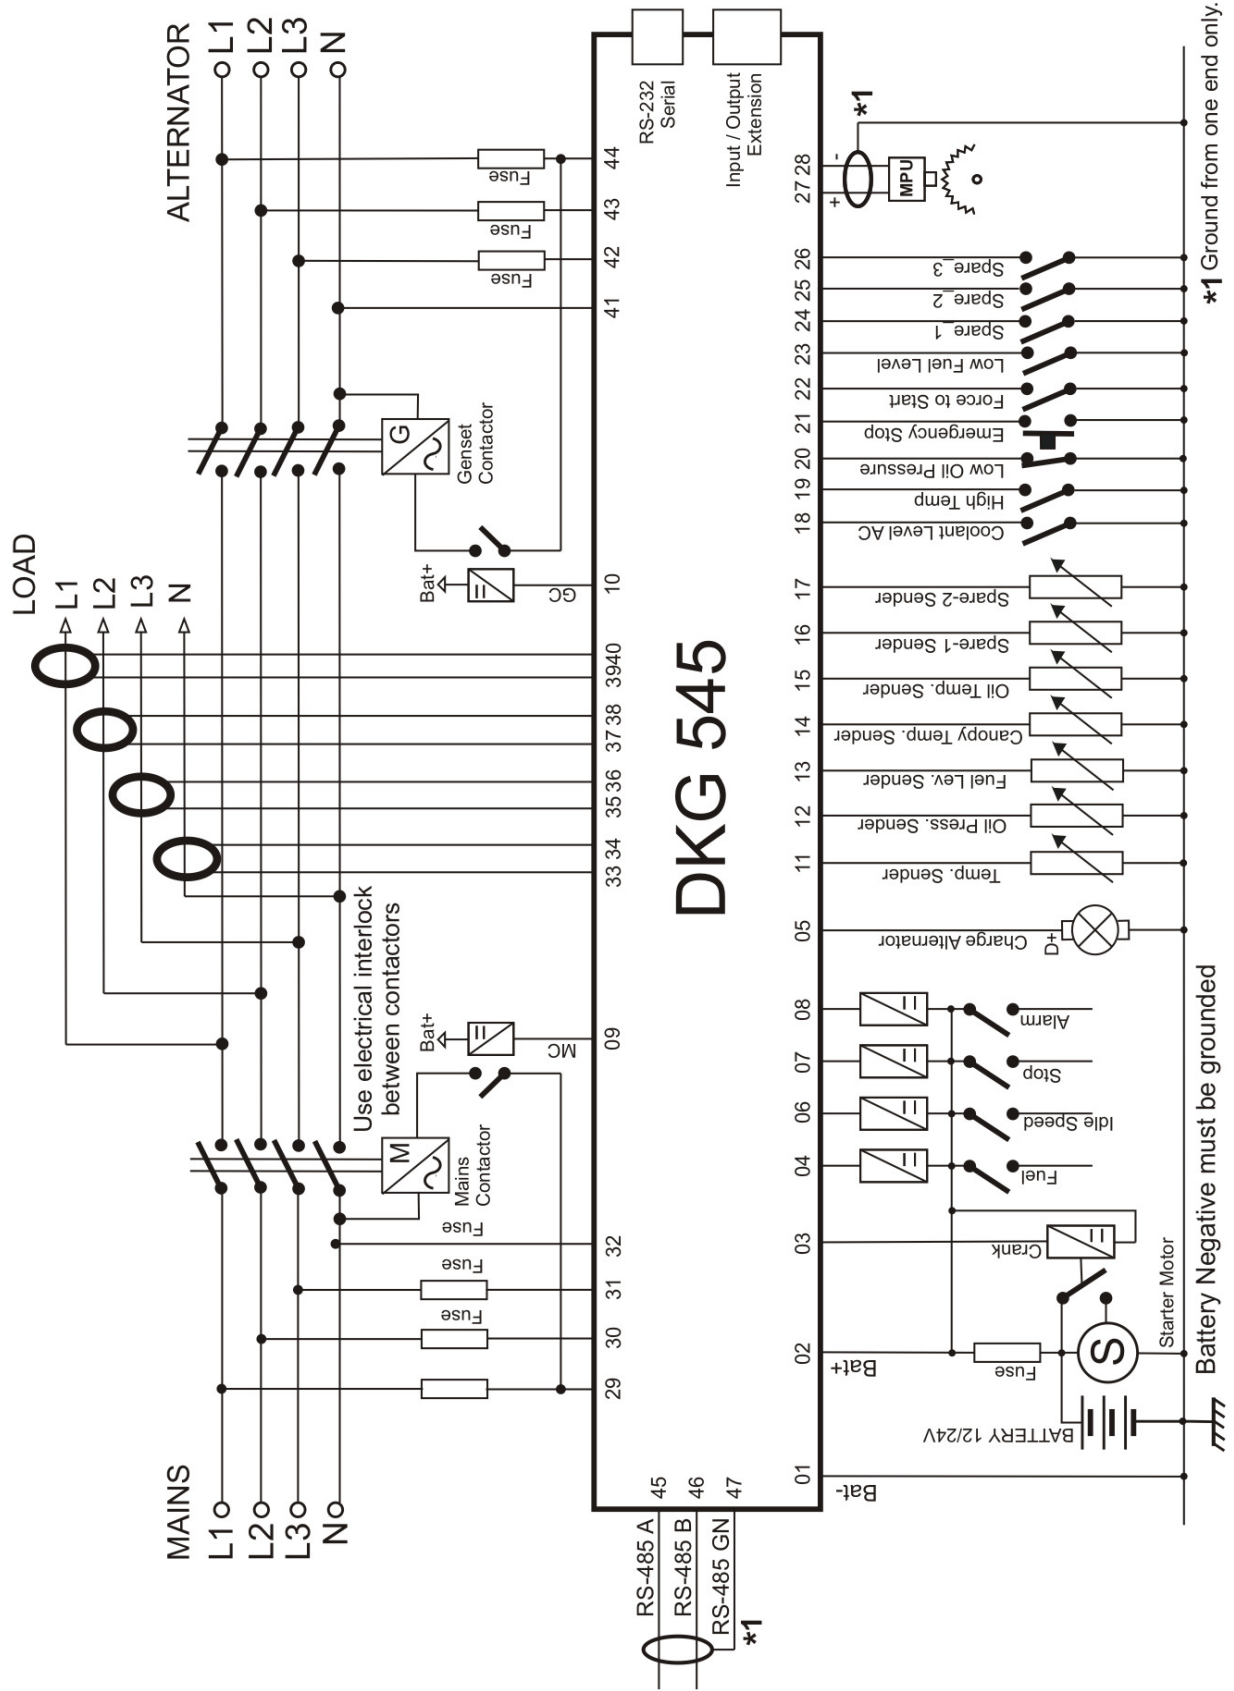 MAINS
L1
L2
L3
N
LOAD
L1
L2
L3
N
ALTERNATOR
L1
L2
L3
N
Use electrical interlock
between contactors
M
Mains
Contactor
G
Genset
Contactor
Bat+
MC
Bat+
GC
Fuse
Fuse
Fuse
Fuse
Fuse
Fuse
29
30
31
32
09
33 34
35 36
37 38
39 40
10
41
42
43
44
RS-485 A
RS-485 B
RS-485 GN
*1
45
46
47
DKG 545
RS-232
Serial
Input / Output
Extension
01
02
03
04
06
07
08
05
11
12
13
14
15
16
17
18
19
20
21
22
23
24
25
26
27 28
Bat-
Bat+
Crank
Fuel
Idle Speed
Stop
Alarm
Charge Alternator
D+
Temp. Sender
Oil Press. Sender
Fuel Lev. Sender
Canopy Temp. Sender
Oil Temp. Sender
Spare-1 Sender
Spare-2 Sender
Coolant Level AC
High Temp
Low Oil Pressure
Emergency Stop
Force to Start
Low Fuel Level
Spare_1
Spare_2
Spare_3
+
-
MPU
*1
BATTERY 12/24V
Fuse
S
Starter Motor
Battery Negative must be grounded
*1 Ground from one end only.